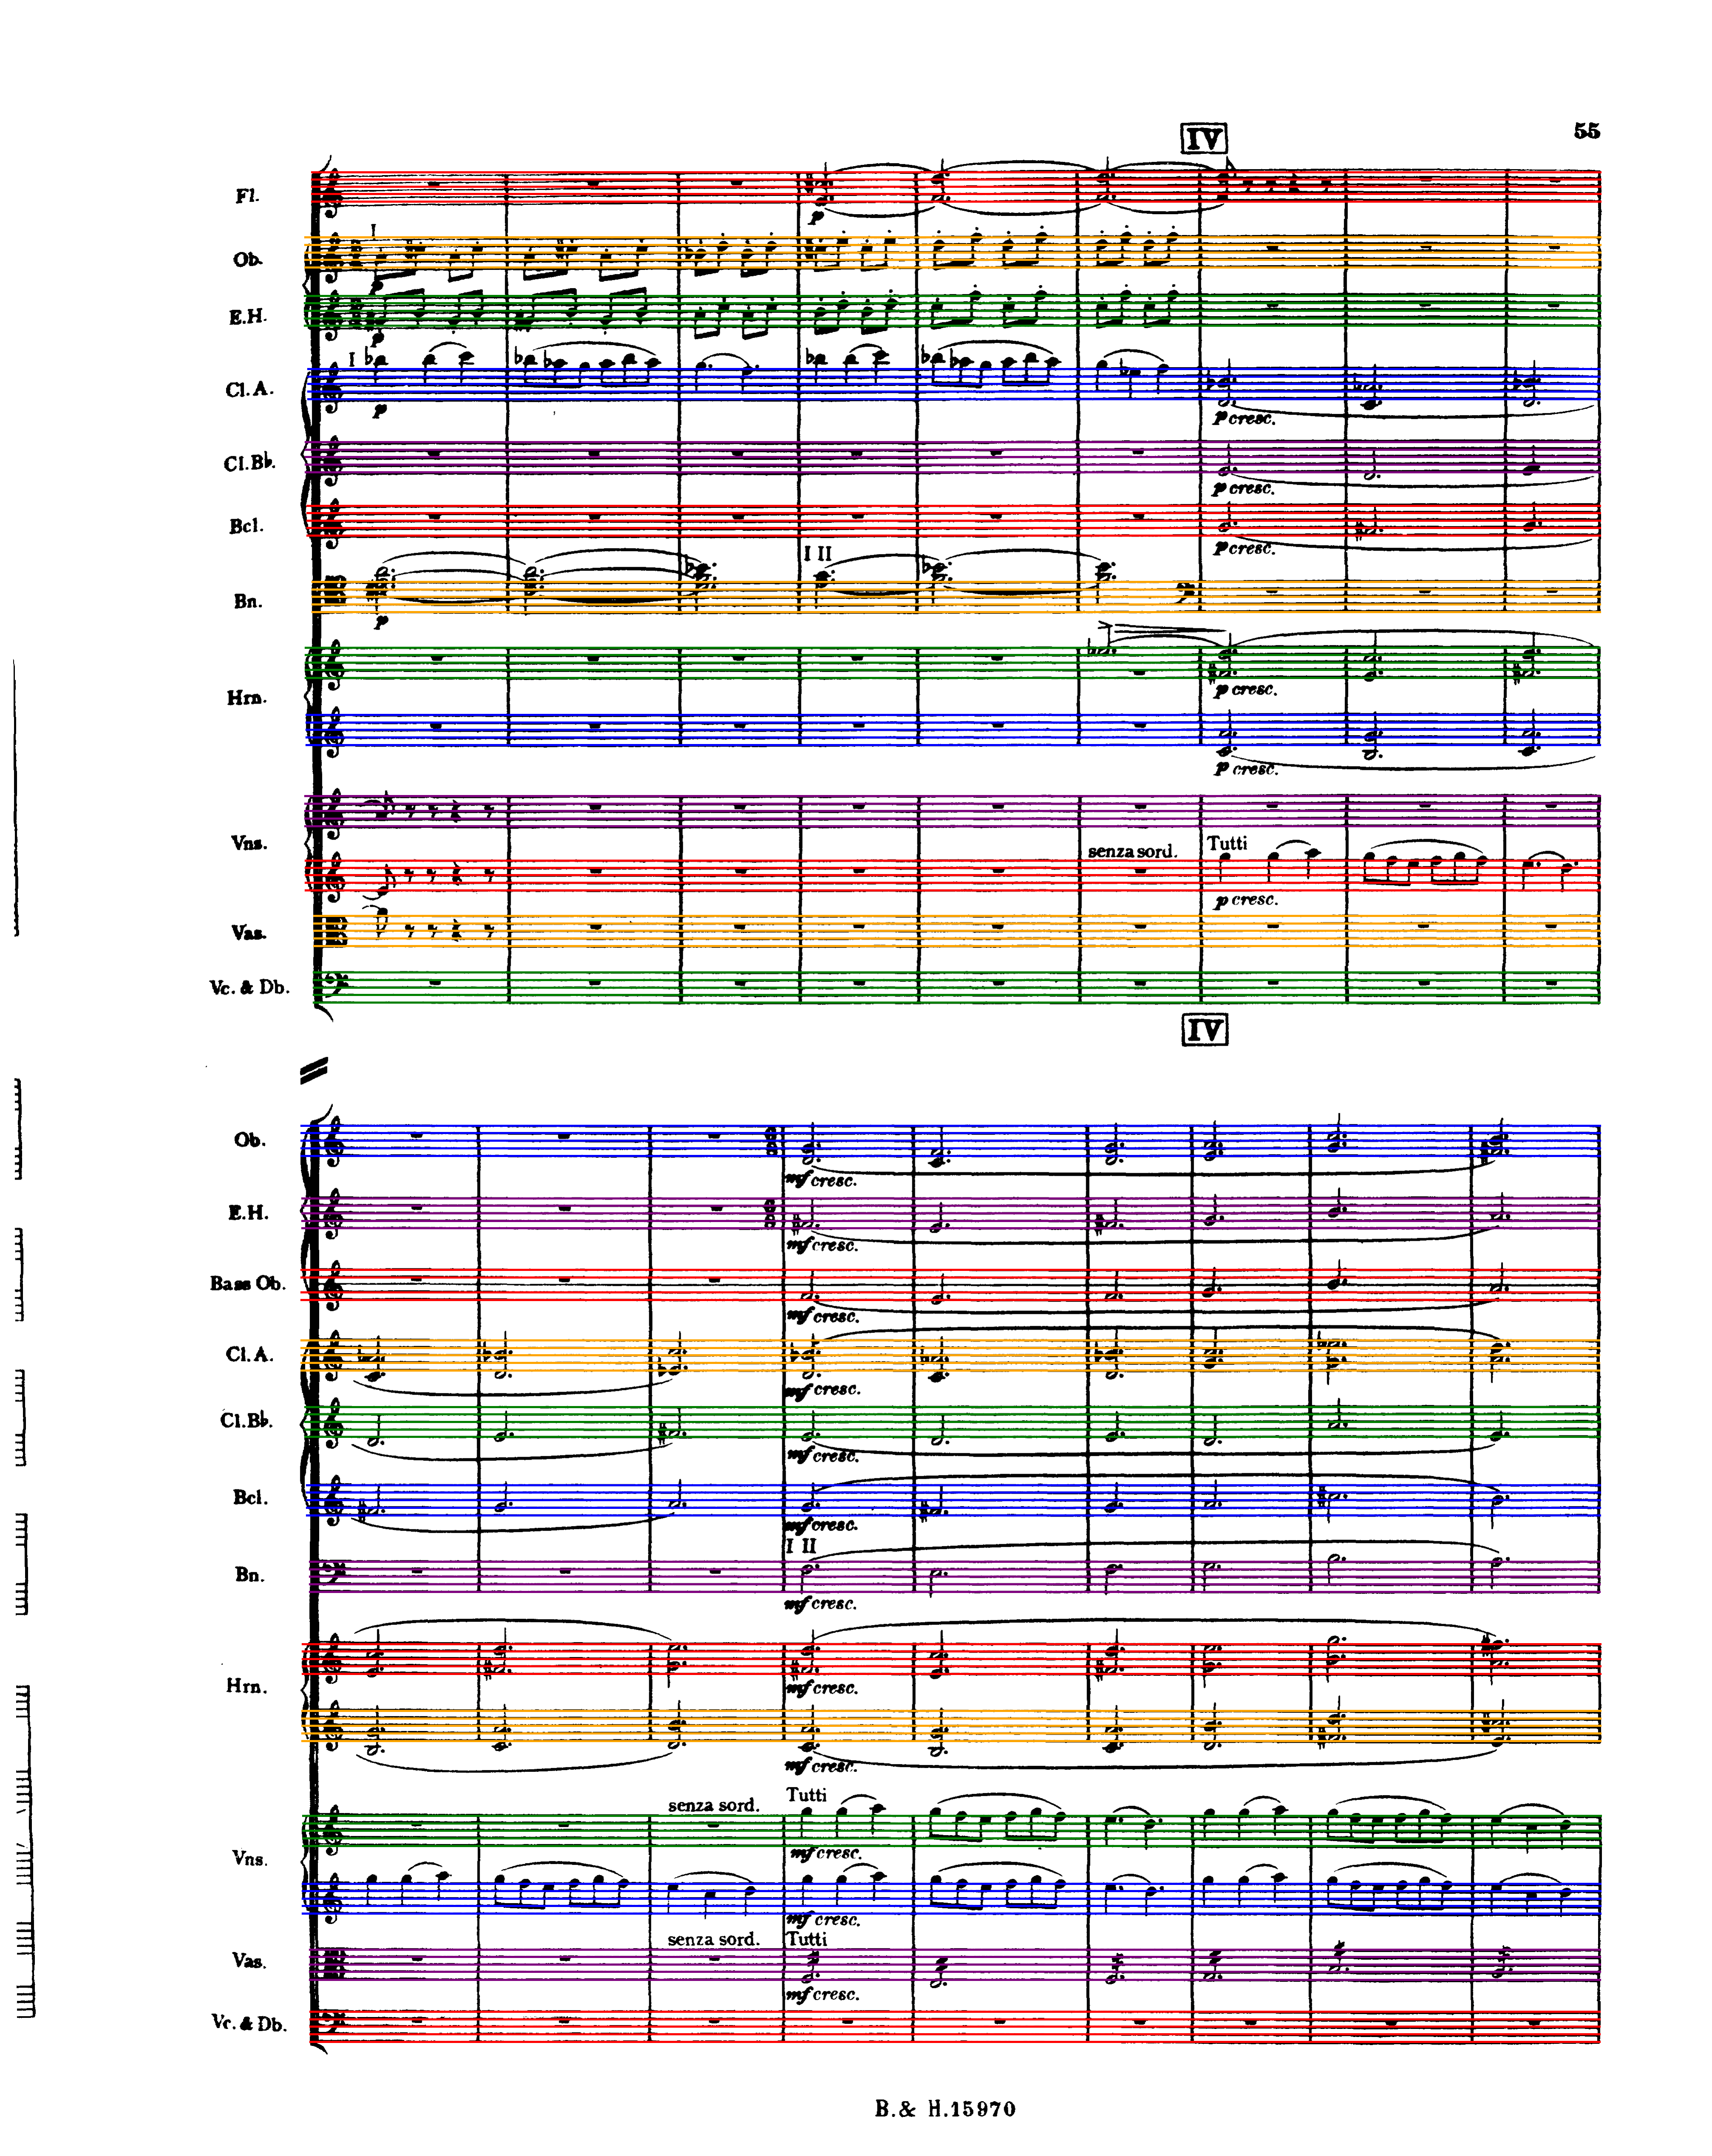 IV
55
Fl.
p
I
Ob.
p
E.H.
p
I
Cl.A.
p
p cresc.
Cl.B♭.
p cresc.
Bcl.
p cresc.
I II
Bn.
p
Hrn.
p cresc.
p cresc.
Vns.
senza sord. Tutti
p cresc.
Vas.
Vc. & Db.
IV
Ob.
mf cresc.
E.H.
mf cresc.
Bass Ob.
mf cresc.
Cl.A.
mf cresc.
Cl.B♭.
mf cresc.
Bcl.
mf cresc.
I II
Bn.
mf cresc.
Hrn.
mf cresc.
mf cresc.
senza sord. Tutti
Vns.
mf cresc.
mf cresc.
senza sord. Tutti
Vas.
mf cresc.
Vc. & Db.
B.& H.15970